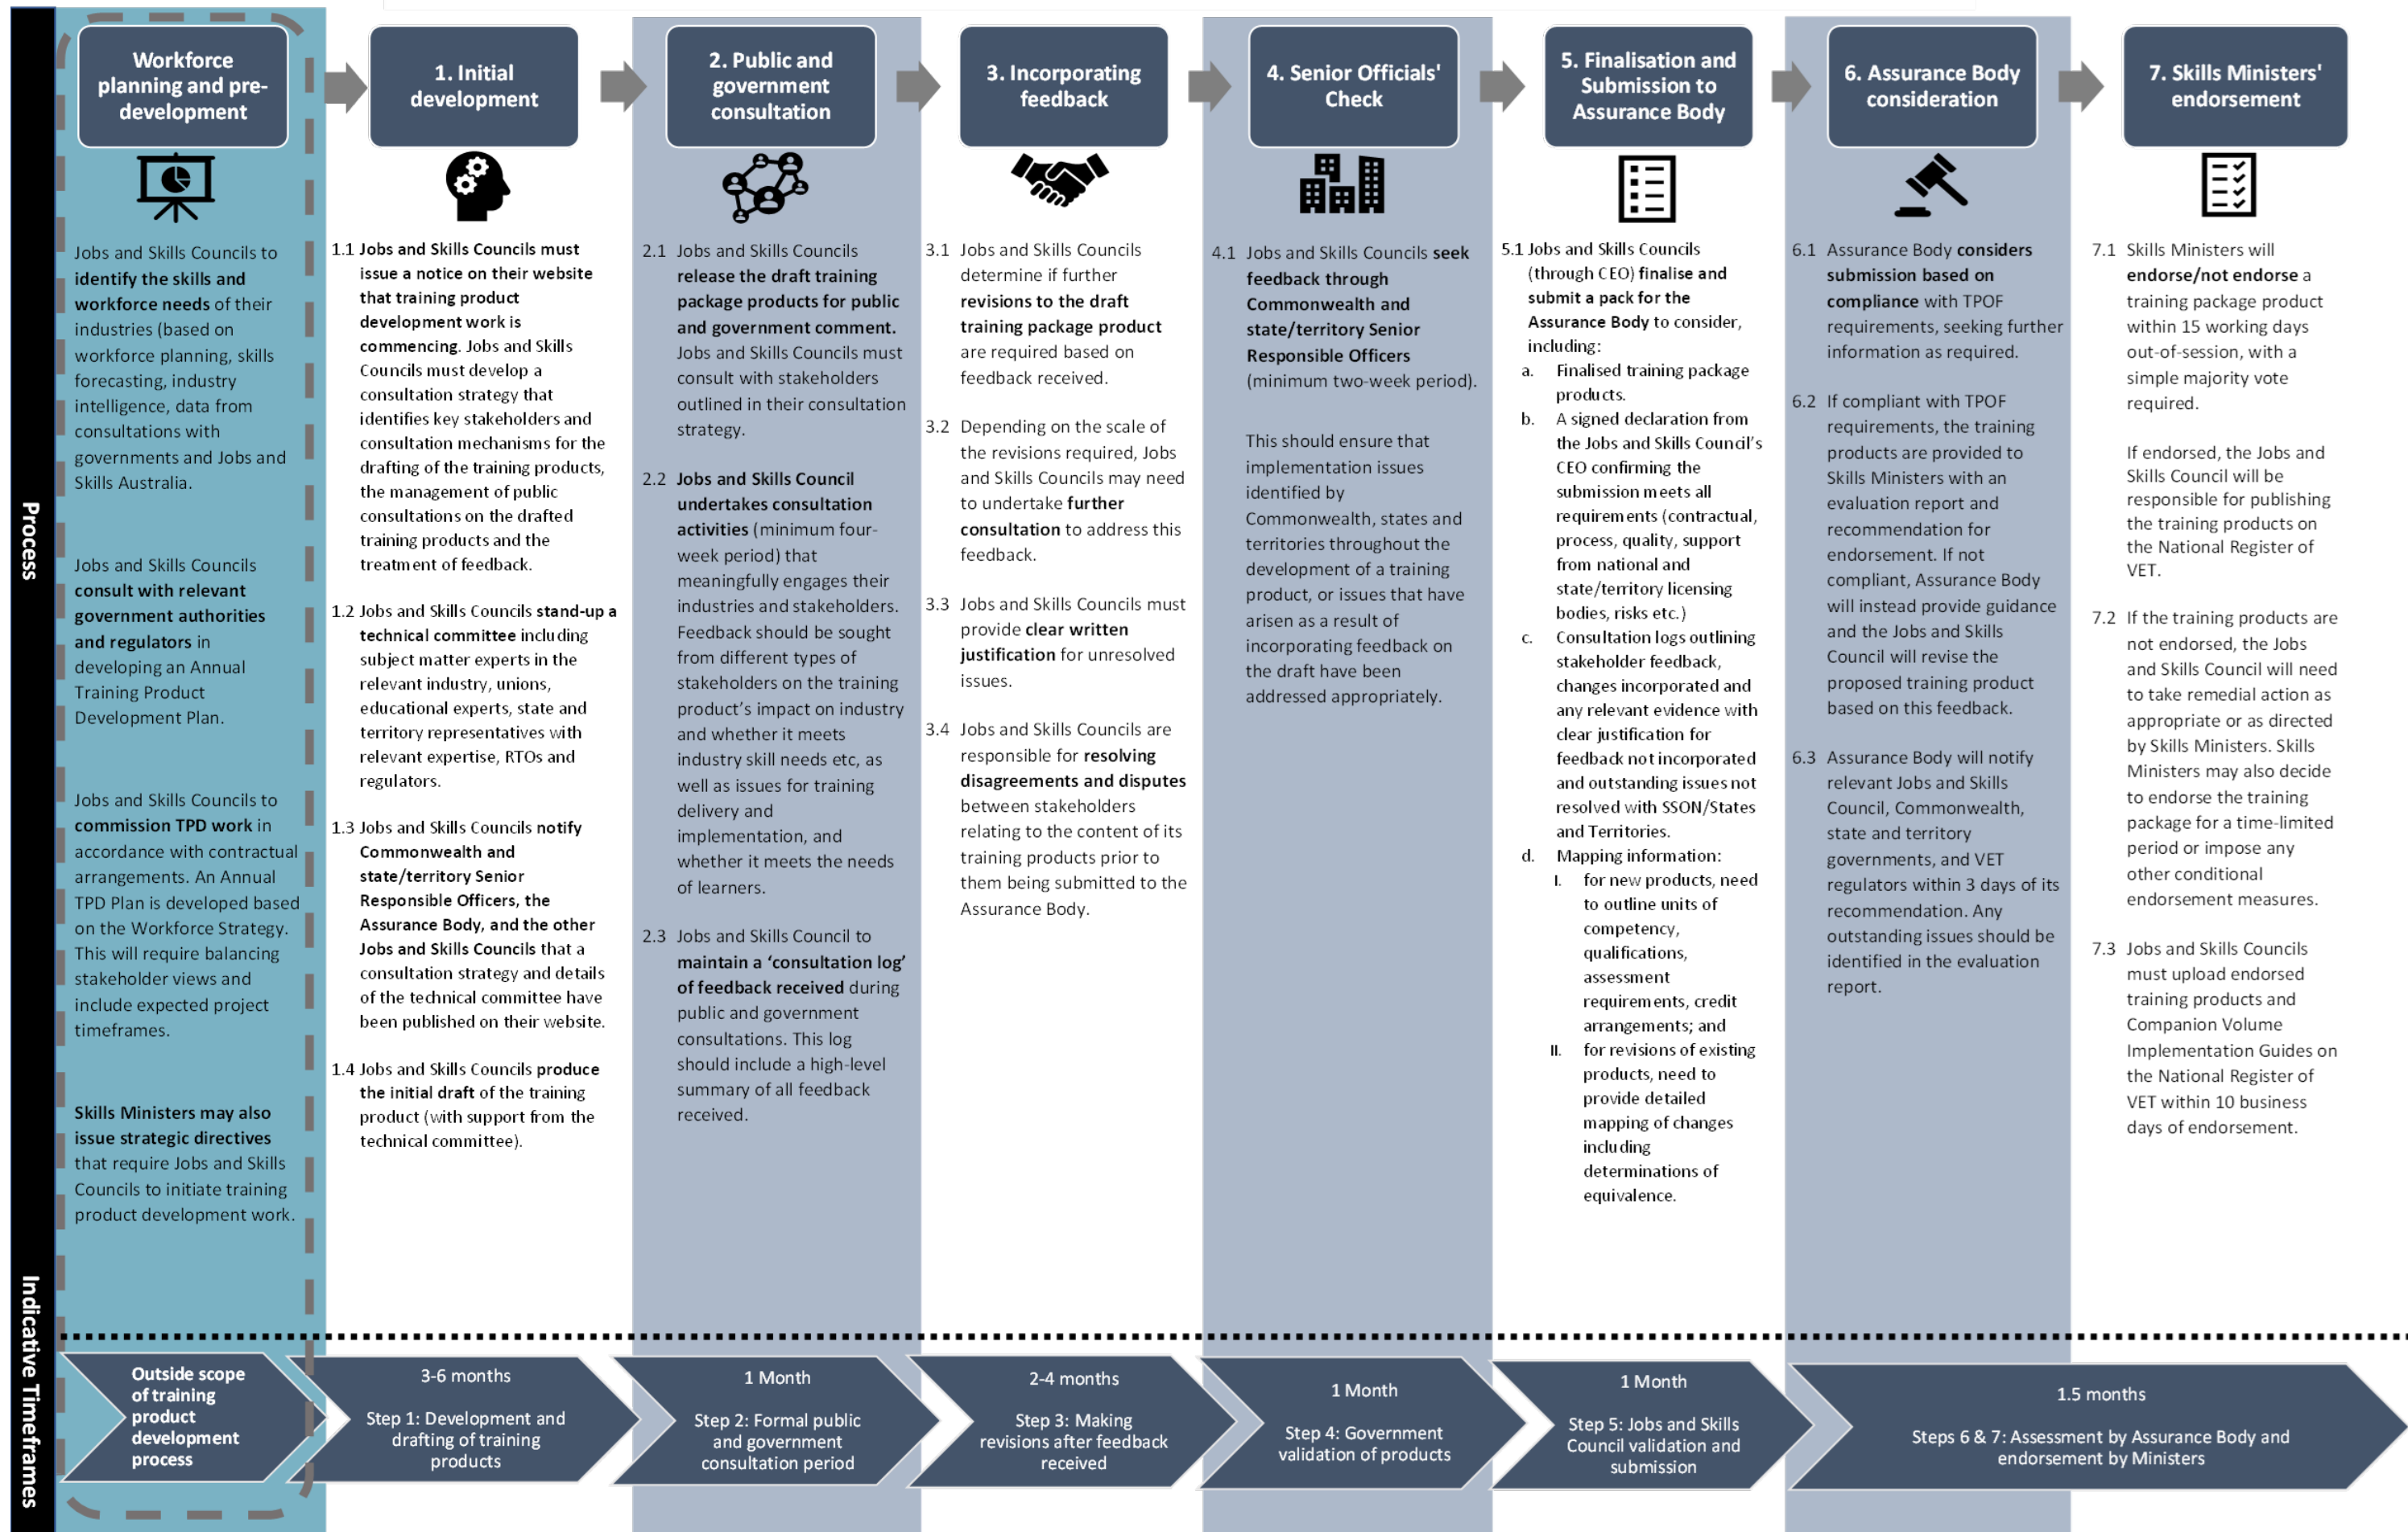 Process
Indicative Timeframes
Workforce
planning and pre-
development
Jobs and Skills Councils to
identify the skills and
workforce needs of their
industries (based on
workforce planning, skills
forecasting, industry
intelligence, data from
consultations with
governments and Jobs and
Skills Australia.
Jobs and Skills Councils
consult with relevant
government authorities
and regulators in
developing an Annual
Training Product
Development Plan.
Jobs and Skills Councils to
commission TPD work in
accordance with contractual
arrangements. An Annual
TPD Plan is developed based
on the Workforce Strategy.
This will require balancing
stakeholder views and
include expected project
timeframes.
Skills Ministers may also
issue strategic directives
that require Jobs and Skills
Councils to initiate training
product development work.
1. Initial
development
1.1 Jobs and Skills Councils must
issue a notice on their website
that training product
development work is
commencing. Jobs and Skills
Councils must develop a
consultation strategy that
identifies key stakeholders and
consultation mechanisms for the
drafting of the training products,
the management of public
consultations on the drafted
training products and the
treatment of feedback.
1.2 Jobs and Skills Councils stand-up a
technical committee including
subject matter experts in the
relevant industry, unions,
educational experts, state and
territory representatives with
relevant expertise, RTOs and
regulators.
1.3 Jobs and Skills Councils notify
Commonwealth and
state/territory Senior
Responsible Officers, the
Assurance Body, and the other
Jobs and Skills Councils that a
consultation strategy and details
of the technical committee have
been published on their website.
1.4 Jobs and Skills Councils produce
the initial draft of the training
product (with support from the
technical committee).
2. Public and
government
consultation
2.1 Jobs and Skills Councils
release the draft training
package products for public
and government comment.
Jobs and Skills Councils must
consult with stakeholders
outlined in their consultation
strategy.
2.2 Jobs and Skills Council
undertakes consultation
activities (minimum four-
week period) that
meaningfully engages their
industries and stakeholders.
Feedback should be sought
from different types of
stakeholders on the training
product's impact on industry
and whether it meets
industry skill needs etc, as
well as issues for training
delivery and
implementation, and
whether it meets the needs
of learners.
2.3 Jobs and Skills Council to
maintain a ‘consultation log’
of feedback received during
public and government
consultations. This log
should include a high-level
summary of all feedback
received.
3. Incorporating
feedback
3.1 Jobs and Skills Councils
determine if further
revisions to the draft
training package product
are required based on
feedback received.
3.2 Depending on the scale of
the revisions required, Jobs
and Skills Councils may need
to undertake further
consultation to address this
feedback.
3.3 Jobs and Skills Councils must
provide clear written
justification for unresolved
issues.
3.4 Jobs and Skills Councils are
responsible for resolving
disagreements and disputes
between stakeholders
relating to the content of its
training products prior to
them being submitted to the
Assurance Body.
4. Senior Officials'
Check
4.1 Jobs and Skills Councils seek
feedback through
Commonwealth and
state/territory Senior
Responsible Officers
(minimum two-week period).
This should ensure that
implementation issues
identified by
Commonwealth, states and
territories throughout the
development of a training
product, or issues that have
arisen as a result of
incorporating feedback on
the draft have been
addressed appropriately.
5. Finalisation and
Submission to
Assurance Body
5.1 Jobs and Skills Councils
(through CEO) finalise and
submit a pack for the
Assurance Body to consider,
including:
a. Finalised training package
products.
b. A signed declaration from
the Jobs and Skills Council's
CEO confirming the
submission meets all
requirements (contractual,
process, quality, support
from national and
state/territory licensing
bodies, risks etc.)
c. Consultation logs outlining
stakeholder feedback,
changes incorporated and
any relevant evidence with
clear justification for
feedback not incorporated
and outstanding issues not
resolved with SSON/States
and Territories.
d. Mapping information:
I. for new products, need
to outline units of
competency,
qualifications,
assessment
requirements, credit
arrangements; and
II. for revisions of existing
products, need to
provide detailed
mapping of changes
including
determinations of
equivalence.
6. Assurance Body
consideration
6.1 Assurance Body considers
submission based on
compliance with TPOF
requirements, seeking further
information as required.
6.2 If compliant with TPOF
requirements, the training
products are provided to
Skills Ministers with an
evaluation report and
recommendation for
endorsement. If not
compliant, Assurance Body
will instead provide guidance
and the Jobs and Skills
Council will revise the
proposed training product
based on this feedback.
6.3 Assurance Body will notify
relevant Jobs and Skills
Council, Commonwealth,
state and territory
governments, and VET
regulators within 3 days of its
recommendation. Any
outstanding issues should be
identified in the evaluation
report.
7. Skills Ministers'
endorsement
7.1 Skills Ministers will
endorse/not endorse a
training package product
within 15 working days
out-of-session, with a
simple majority vote
required.
If endorsed, the Jobs and
Skills Council will be
responsible for publishing
the training products on
the National Register of
VET.
7.2 If the training products are
not endorsed, the Jobs
and Skills Council will need
to take remedial action as
appropriate or as directed
by Skills Ministers. Skills
Ministers may also decide
to endorse the training
package for a time-limited
period or impose any
other conditional
endorsement measures.
7.3 Jobs and Skills Councils
must upload endorsed
training products and
Companion Volume
Implementation Guides on
the National Register of
VET within 10 business
days of endorsement.
Outside scope
of training
product
development
process
3-6 months
Step 1: Development and
drafting of training
products
1 Month
Step 2: Formal public
and government
consultation period
2-4 months
Step 3: Making
revisions after feedback
received
1 Month
Step 4: Government
validation of products
1 Month
Step 5: Jobs and Skills
Council validation and
submission
1.5 months
Steps 6 & 7: Assessment by Assurance Body and
endorsement by Ministers